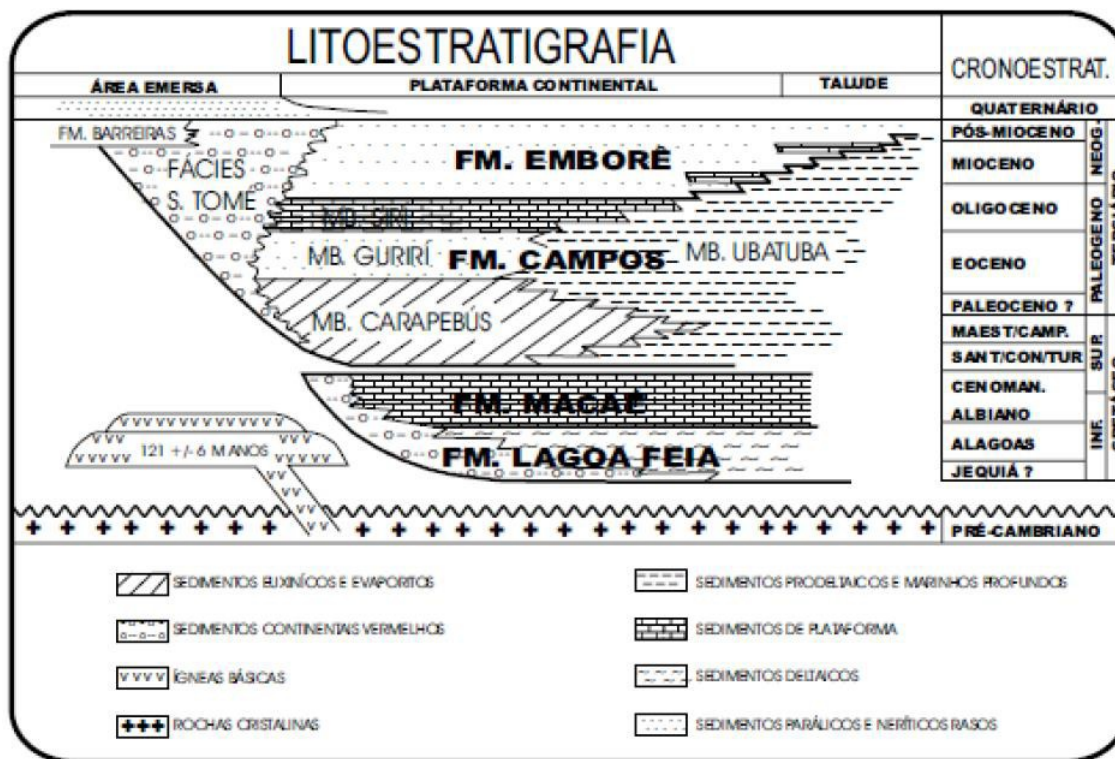 LITOESTRATIGRAFIA
CRONOESTRAT.
ÁREA EMERSA
PLATAFORMA CONTINENTAL
TALUDE
QUATERNÁRIO
FM. BARREIRAS
PÓS-MIOCENO
NEOG.
FÁCIES
S. TOMÉ
FM. EMBORÉ
MIOCENO
OLIGOCENO
PALEOGENO
MB. SIRI
MB. GURIRÍ
FM. CAMPOS
MB. UBATUBA
EOCENO
PALEOCENO ?
MB. CARAPEBÚS
MAEST/CAMP.
SUP.
SANT/CON/TUR
CENOMAN.
FM. MACAÉ
ALBIANO
INF.
121 +/- 6 M ANOS
FM. LAGOA FEIA
ALAGOAS
JEQUIÁ ?
PRÉ-CAMBRIANO
SEDIMENTOS EUXINÍCOS E EVAPORITOS
SEDIMENTOS PRODELTAICOS E MARINHOS PROFUNDOS
SEDIMENTOS CONTINENTAIS VERMELHOS
SEDIMENTOS DE PLATAFORMA
ÍGNEAS BÁSICAS
SEDIMENTOS DELTAICOS
ROCHAS CRISTALINAS
SEDIMENTOS PARÁLICOS E NERÍTICOS RASOS